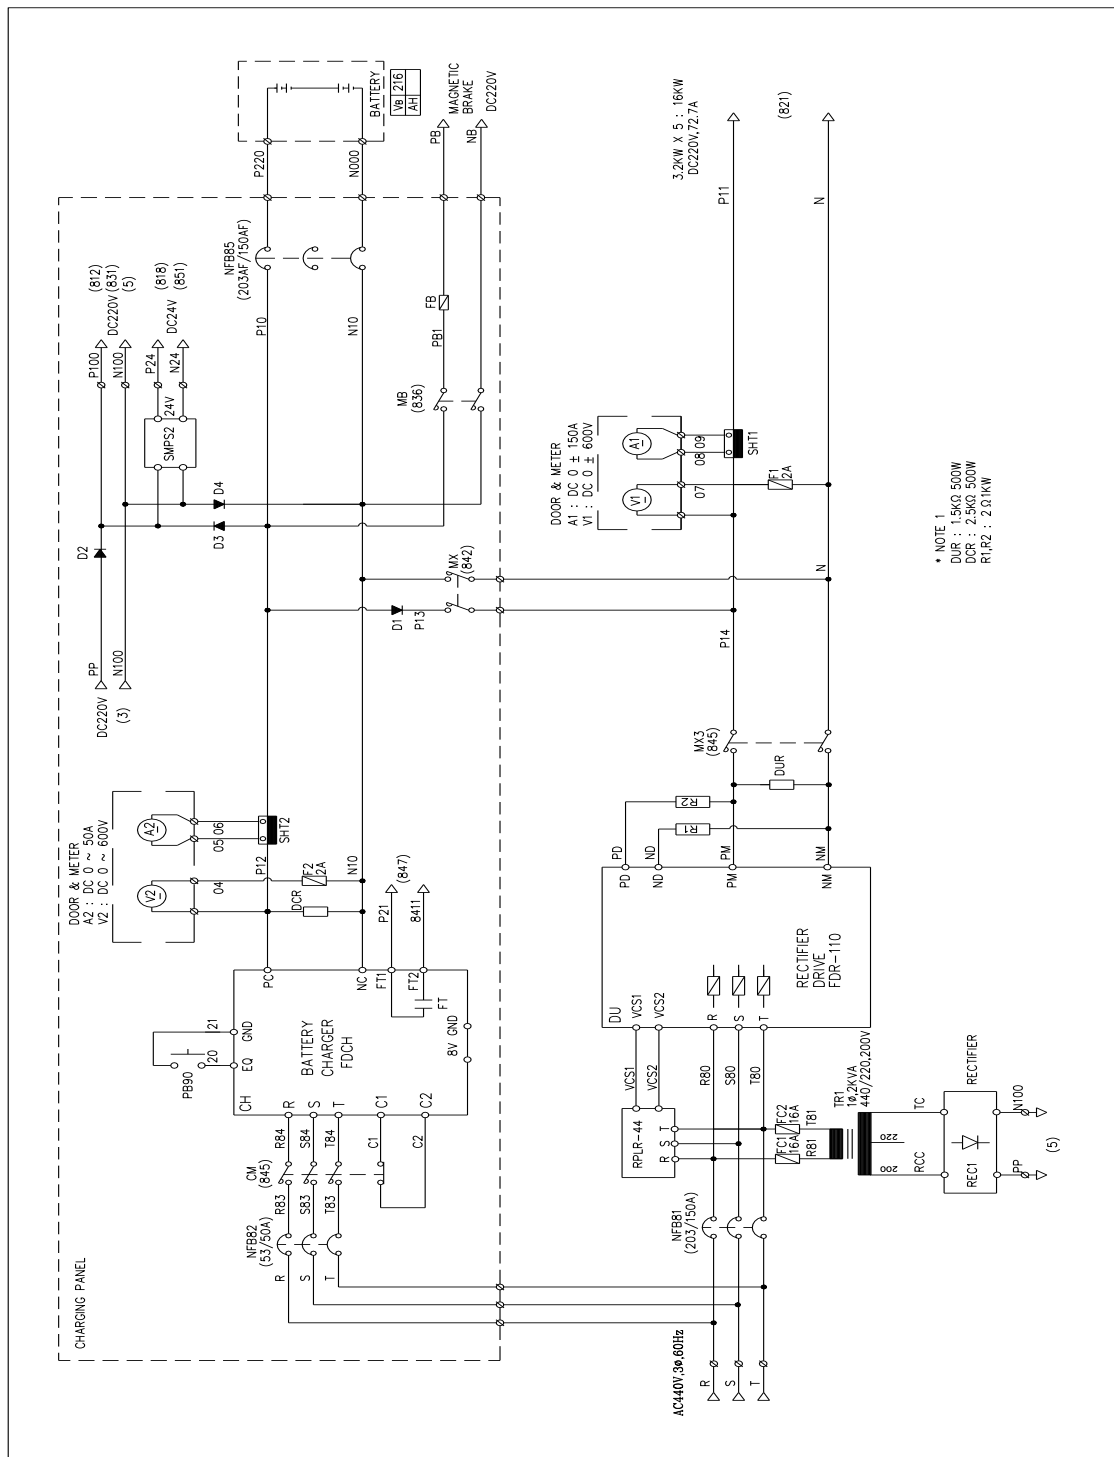 CHARGING PANEL
NFB82
(53/50A)
R
S
T
R83
S83
T83
CM
(845)
R84
S84
T84
C1
C2
CH
R
S
T
C1
C2
PB90
20
21
EQ
GND
BATTERY
CHARGER
FDCH
8V GND
PC
NC
FT1
FT2
FT
P21
8411
(847)
DOOR & METER
A2 : DC 0 ~ 50A
V2 : DC 0 ~ 600V
V2
A2
04
05
06
P12
SHT2
DCR
F2
2A
N10
DC220V
(3)
PP
N100
D2
D3
D4
SMPS2
24V
P100
N100
P24
N24
(812)
DC220V (831)
(5)
(818)
DC24V
(851)
D1
P13
MX
(842)
MB
(836)
PB1
FB
P10
N10
NFB85
(203AF/150AF)
P220
N000
BATTERY
VB 216
AH
PB
NB
MAGNETIC
BRAKE
DC220V
AC440V,3ø,60Hz
R
S
T
NFB81
(203/150A)
RPLR-44
R S T
VCS1
VCS2
R80
S80
T80
FC1
16A
FC2
16A
R81
T81
TR1
1ø,2KVA
440/220,200V
200
220
RCC
TC
REC1
RECTIFIER
PP
N100
(5)
DU
VCS1
VCS2
R
S
T
RECTIFIER
DRIVE
FDR-110
PD
ND
PM
NM
PD
ND
PM
NM
R1
R2
DUR
MX3
(845)
P14
N
DOOR & METER
A1 : DC 0 ± 150A
V1 : DC 0 ± 600V
V1
A1
07
08
09
SHT1
F1
2A
P11
N
3.2KW X 5 : 16KW
DC220V,72.7A
(821)
* NOTE 1
DUR : 1.5KΩ 500W
DCR : 2.5KΩ 500W
R1,R2 : 2 Ω1KW